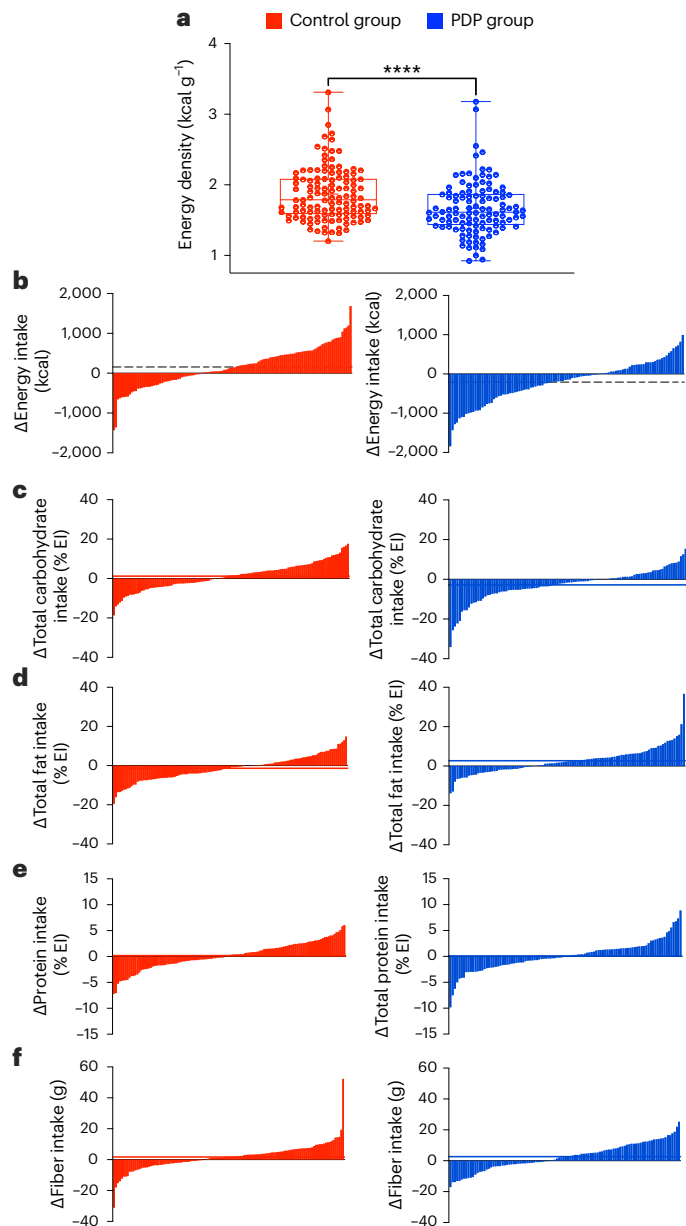 a
Control group
PDP group
Energy density (kcal g⁻¹)
4
3
2
1
****
b
ΔEnergy intake
(kcal)
2,000
1,000
0
−1,000
−2,000
ΔEnergy intake (kcal)
2,000
1,000
0
−1,000
−2,000
c
ΔTotal carbohydrate
intake (% EI)
40
20
0
−20
−40
ΔTotal carbohydrate
intake (% EI)
40
20
0
−20
−40
d
ΔTotal fat intake
(% EI)
40
20
0
−20
−40
ΔTotal fat intake (% EI)
40
20
0
−20
−40
e
ΔProtein intake
(% EI)
15
10
5
0
−5
−10
−15
ΔTotal protein intake
(% EI)
15
10
5
0
−5
−10
−15
f
ΔFiber intake (g)
60
40
20
0
−20
−40
ΔFiber intake (g)
60
40
20
0
−20
−40